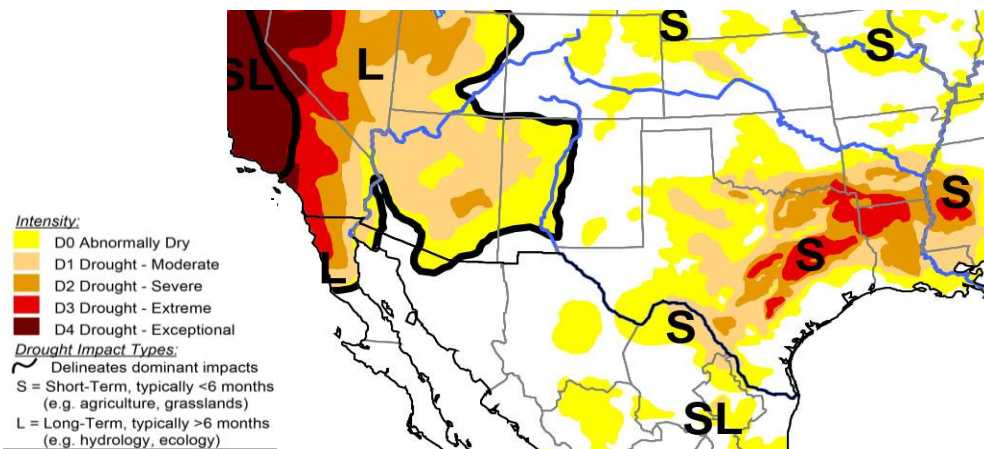 SL
L
S
S
S
L
S
S
SL
Intensity:
D0 Abnormally Dry
D1 Drought - Moderate
D2 Drought - Severe
D3 Drought - Extreme
D4 Drought - Exceptional
Drought Impact Types:
Delineates dominant impacts
S = Short-Term, typically <6 months
(e.g. agriculture, grasslands)
L = Long-Term, typically >6 months
(e.g. hydrology, ecology)